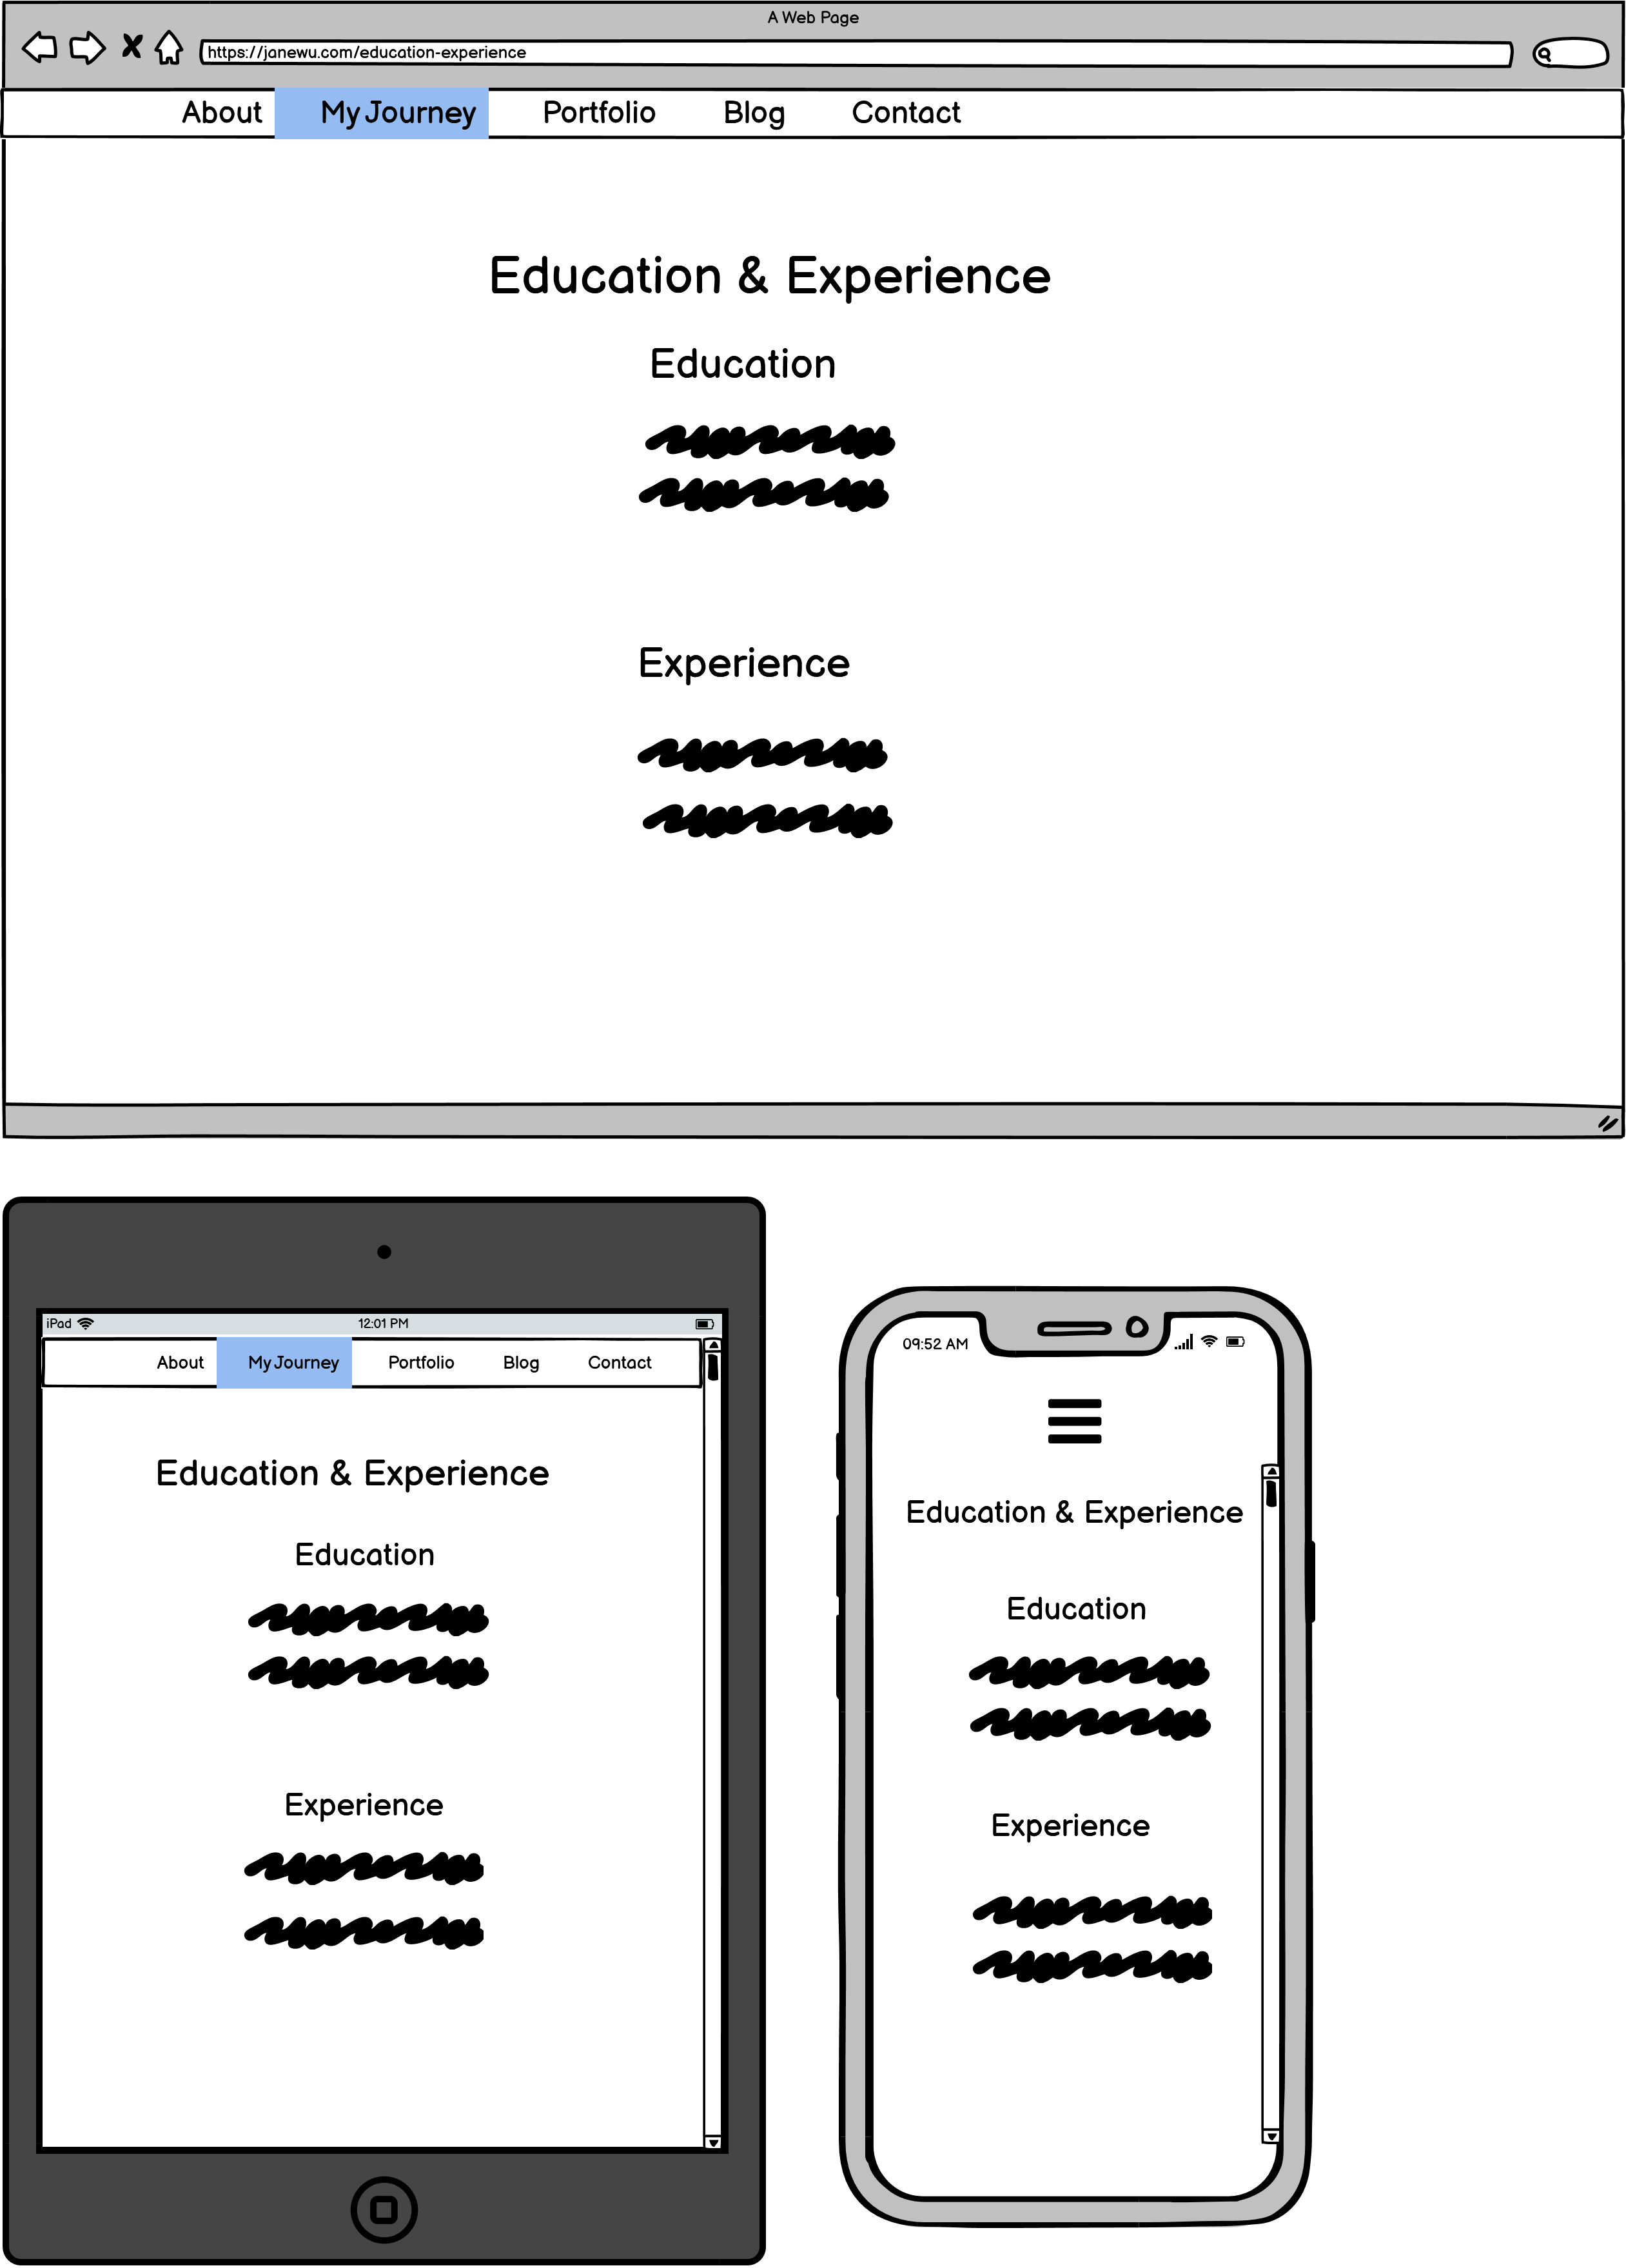 A Web Page
https://janewu.com/education-experience
About My Journey Portfolio Blog Contact
Education & Experience
Education
Experience
iPad 12:01 PM
About My Journey Portfolio Blog Contact
Education & Experience
Education
Experience
09:52 AM
Education & Experience
Education
Experience